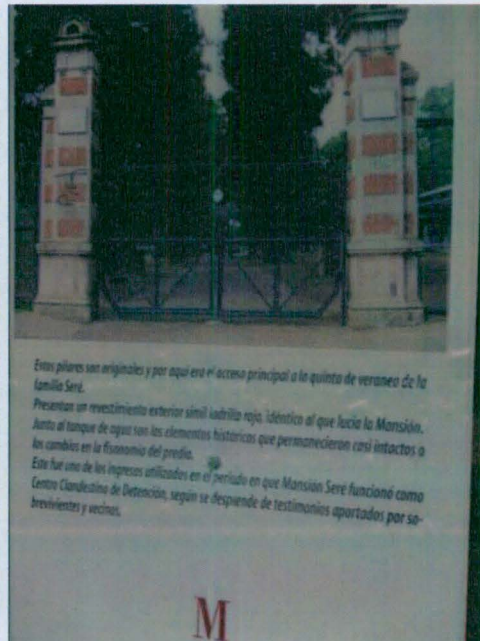 Estos pilares son originales y por aquí era el acceso principal a la quinta de veraneo de la
familia Seré.
Presentan un revestimiento exterior símil ladrillo rojo, idéntico al que lucía la Mansión.
Junto al tanque de agua son los elementos históricos que permanecieron casi intactos a
los cambios en la fisonomía del predio.
Este fue uno de los ingresos utilizados en el período en que Mansión Seré funcionó como
Centro Clandestino de Detención, según se desprende de testimonios aportados por so-
brevivientes y vecinos.
M